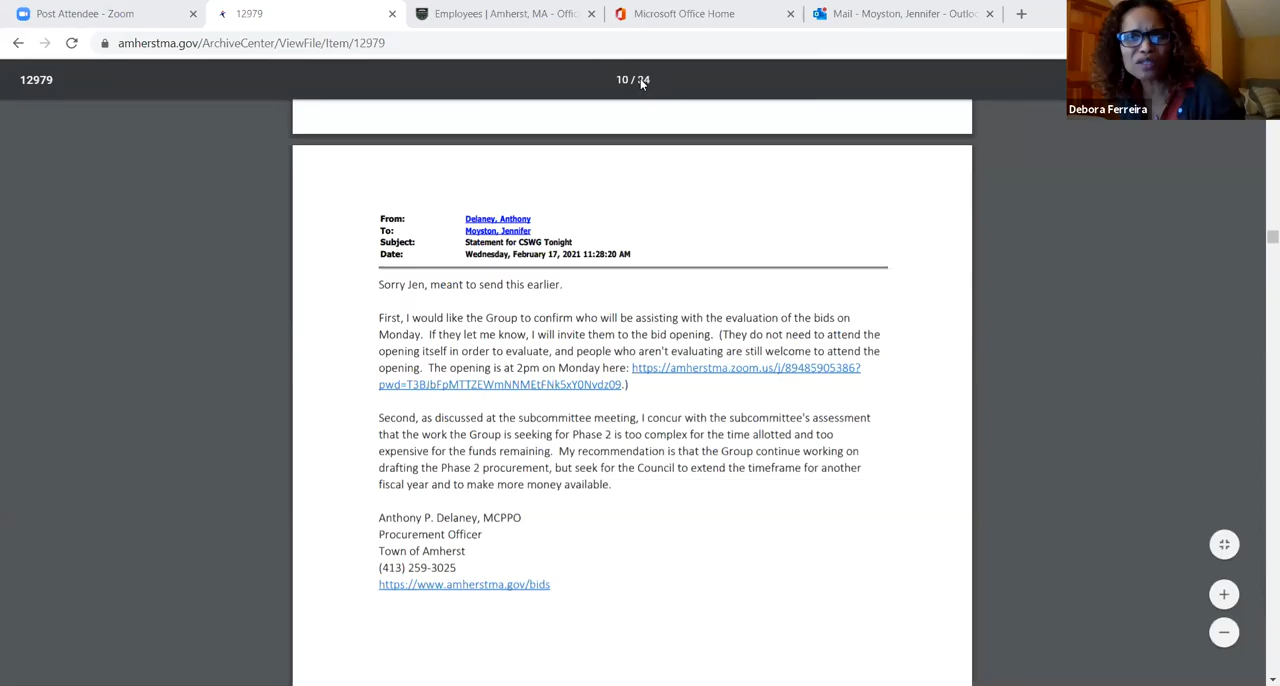 Post Attendee - Zoom
12979
Employees | Amherst, MA - Offic
Microsoft Office Home
Mail - Moyston, Jennifer - Outloo
amherstma.gov/ArchiveCenter/ViewFile/Item/12979
12979
10 / 24
Debora Ferreira
From: Delaney, Anthony
To: Moyston, Jennifer
Subject: Statement for CSWG Tonight
Date: Wednesday, February 17, 2021 11:28:20 AM
Sorry Jen, meant to send this earlier.
First, I would like the Group to confirm who will be assisting with the evaluation of the bids on
Monday.  If they let me know, I will invite them to the bid opening.  (They do not need to attend the
opening itself in order to evaluate, and people who aren't evaluating are still welcome to attend the
opening.  The opening is at 2pm on Monday here: https://amherstma.zoom.us/j/89485905386?
pwd=T3BJbFpMTTZEWmNNMEtFNk5xY0Nvdz09.)
Second, as discussed at the subcommittee meeting, I concur with the subcommittee's assessment
that the work the Group is seeking for Phase 2 is too complex for the time allotted and too
expensive for the funds remaining.  My recommendation is that the Group continue working on
drafting the Phase 2 procurement, but seek for the Council to extend the timeframe for another
fiscal year and to make more money available.
Anthony P. Delaney, MCPPO
Procurement Officer
Town of Amherst
(413) 259-3025
https://www.amherstma.gov/bids